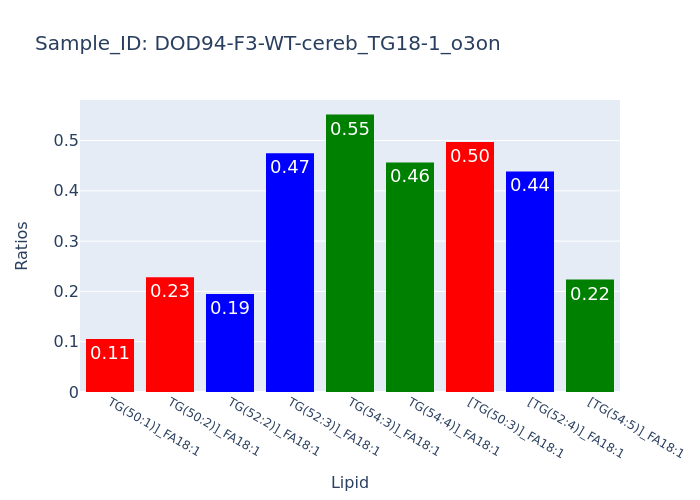 Sample_ID: DOD94-F3-WT-cereb_TG18-1_o3on
Ratios
0.5
0.4
0.3
0.2
0.1
0
0.11
0.23
0.19
0.47
0.55
0.46
0.50
0.44
0.22
TG(50:1)]_FA18:1
TG(50:2)]_FA18:1
TG(52:2)]_FA18:1
TG(52:3)]_FA18:1
TG(54:3)]_FA18:1
TG(54:4)]_FA18:1
[TG(50:3)]_FA18:1
[TG(52:4)]_FA18:1
[TG(54:5)]_FA18:1
Lipid